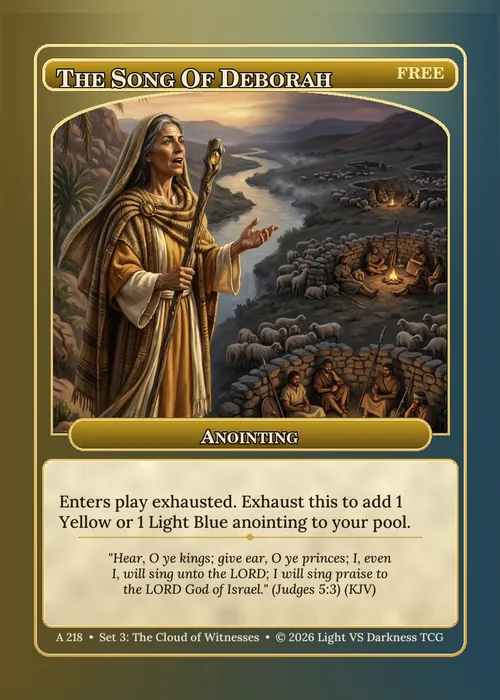 The Song Of Deborah
FREE
Anointing
Enters play exhausted. Exhaust this to add 1
Yellow or 1 Light Blue anointing to your pool.
"Hear, O ye kings; give ear, O ye princes; I, even
I, will sing unto the LORD; I will sing praise to
the LORD God of Israel." (Judges 5:3) (KJV)
A 218 • Set 3: The Cloud of Witnesses • © 2026 Light VS Darkness TCG